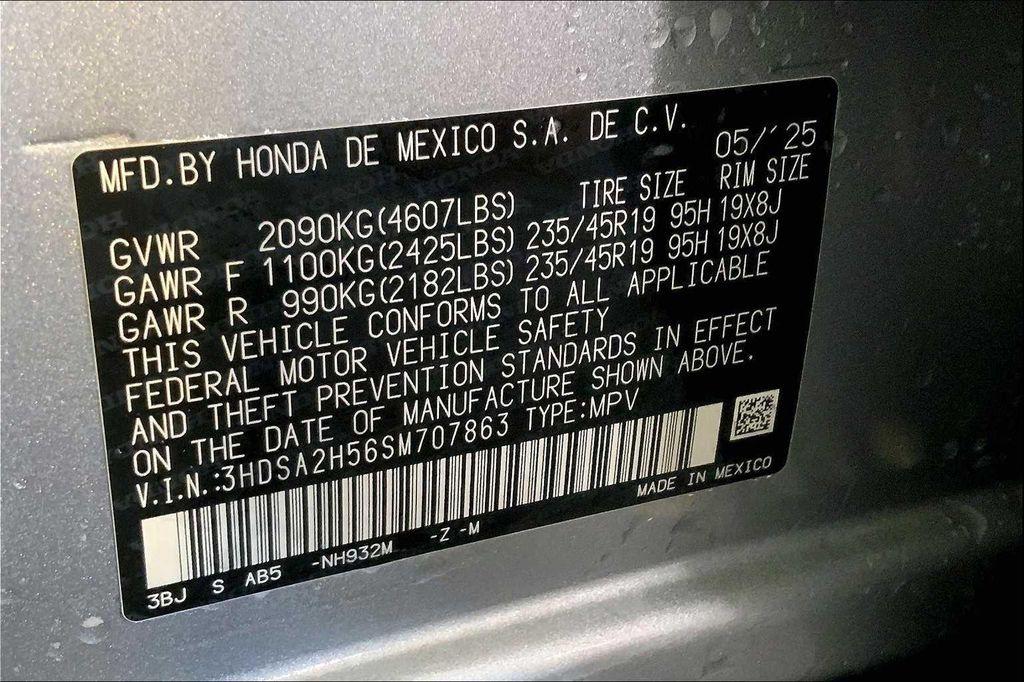 MFD.BY HONDA DE MEXICO S.A. DE C.V.
05/'25
TIRE SIZE RIM SIZE
GVWR 2090KG(4607LBS)
GAWR F 1100KG(2425LBS) 235/45R19 95H 19X8J
GAWR R 990KG(2182LBS) 235/45R19 95H 19X8J
THIS VEHICLE CONFORMS TO ALL APPLICABLE
FEDERAL MOTOR VEHICLE SAFETY
AND THEFT PREVENTION STANDARDS IN EFFECT
ON THE DATE OF MANUFACTURE SHOWN ABOVE.
V.I.N.:3HDSA2H56SM707863 TYPE:MPV
MADE IN MEXICO
3BJ S AB5 -NH932M -Z -M